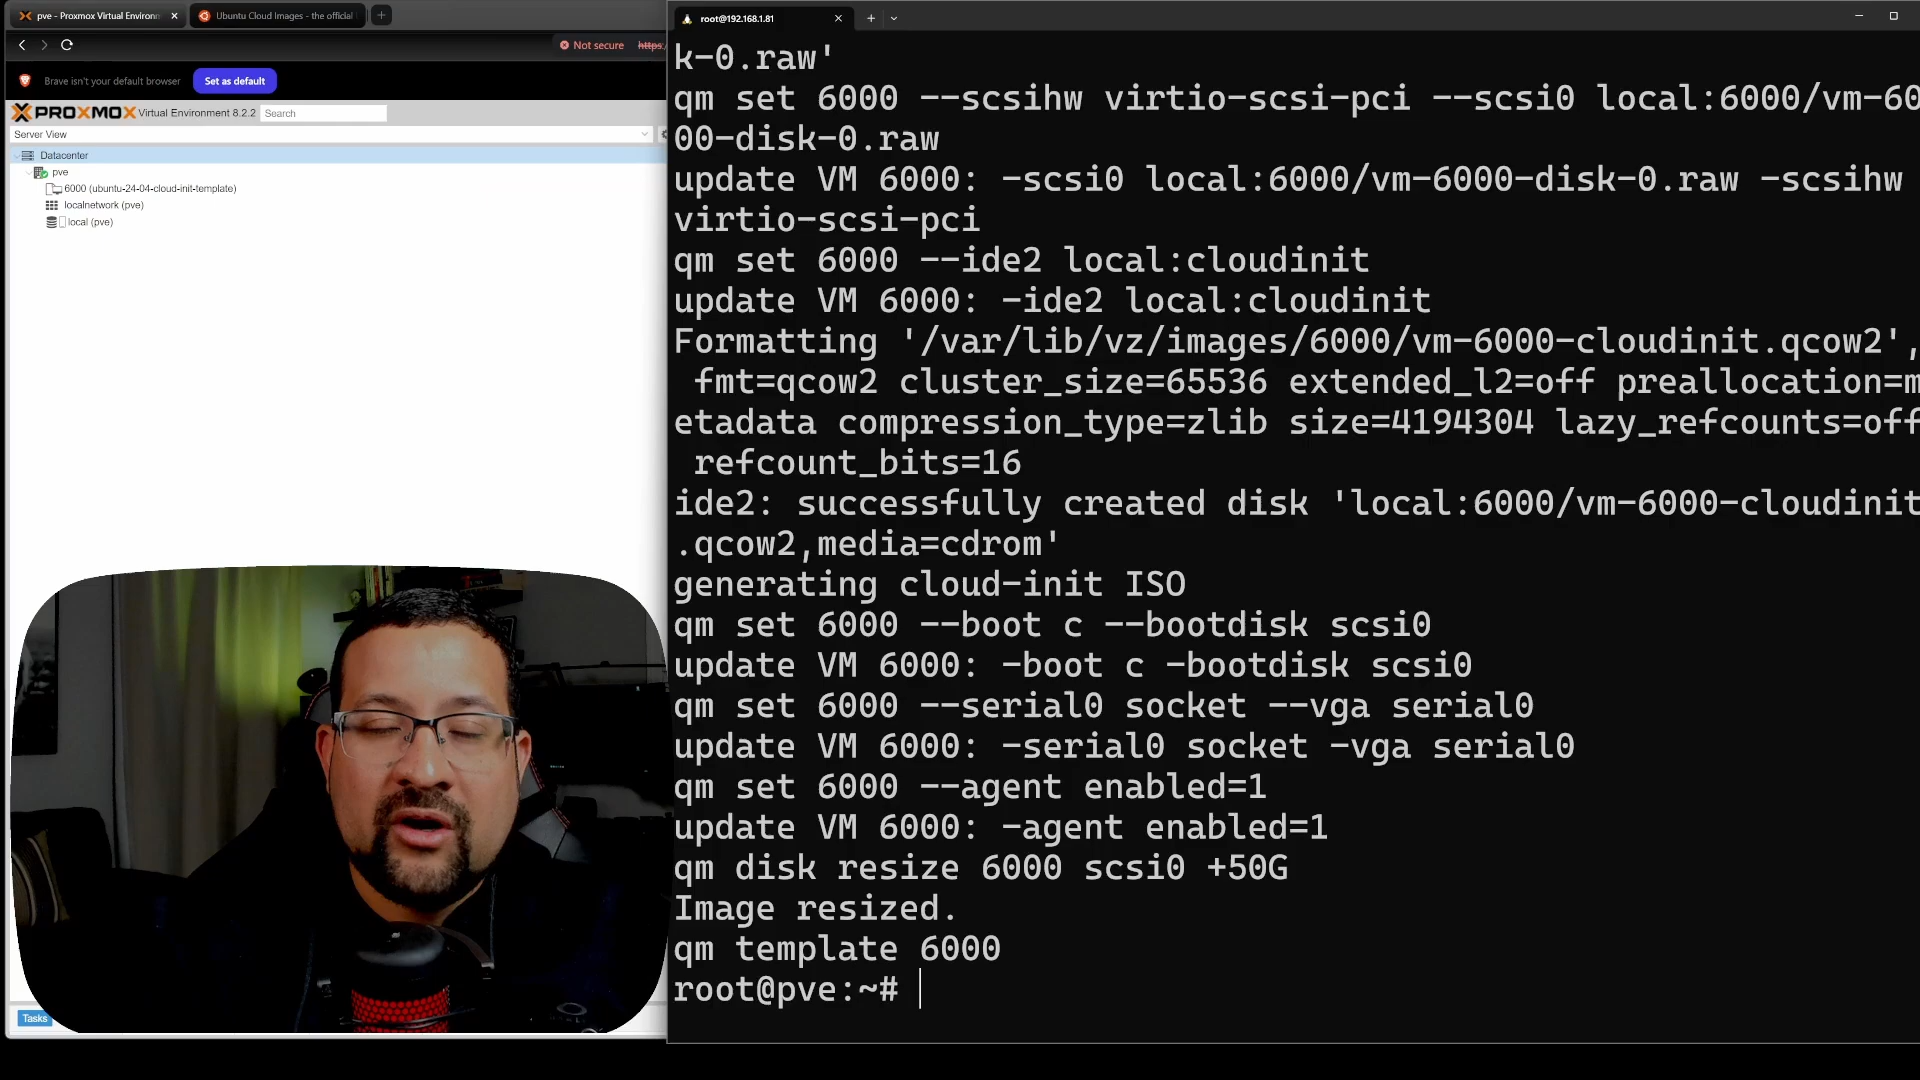 pve - Proxmox Virtual Environm
Ubuntu Cloud Images - the official
Not secure https:/
Brave isn't your default browser
Set as default
PROXMOX Virtual Environment 8.2.2 Search
Server View
Datacenter
pve
6000 (ubuntu-24-04-cloud-init-template)
localnetwork (pve)
local (pve)
Tasks
root@192.168.1.81
k-0.raw'
qm set 6000 --scsihw virtio-scsi-pci --scsi0 local:6000/vm-60
00-disk-0.raw
update VM 6000: -scsi0 local:6000/vm-6000-disk-0.raw -scsihw
virtio-scsi-pci
qm set 6000 --ide2 local:cloudinit
update VM 6000: -ide2 local:cloudinit
Formatting '/var/lib/vz/images/6000/vm-6000-cloudinit.qcow2',
fmt=qcow2 cluster_size=65536 extended_l2=off preallocation=m
etadata compression_type=zlib size=4194304 lazy_refcounts=off
refcount_bits=16
ide2: successfully created disk 'local:6000/vm-6000-cloudinit
.qcow2,media=cdrom'
generating cloud-init ISO
qm set 6000 --boot c --bootdisk scsi0
update VM 6000: -boot c -bootdisk scsi0
qm set 6000 --serial0 socket --vga serial0
update VM 6000: -serial0 socket -vga serial0
qm set 6000 --agent enabled=1
update VM 6000: -agent enabled=1
qm disk resize 6000 scsi0 +50G
Image resized.
qm template 6000
root@pve:~#